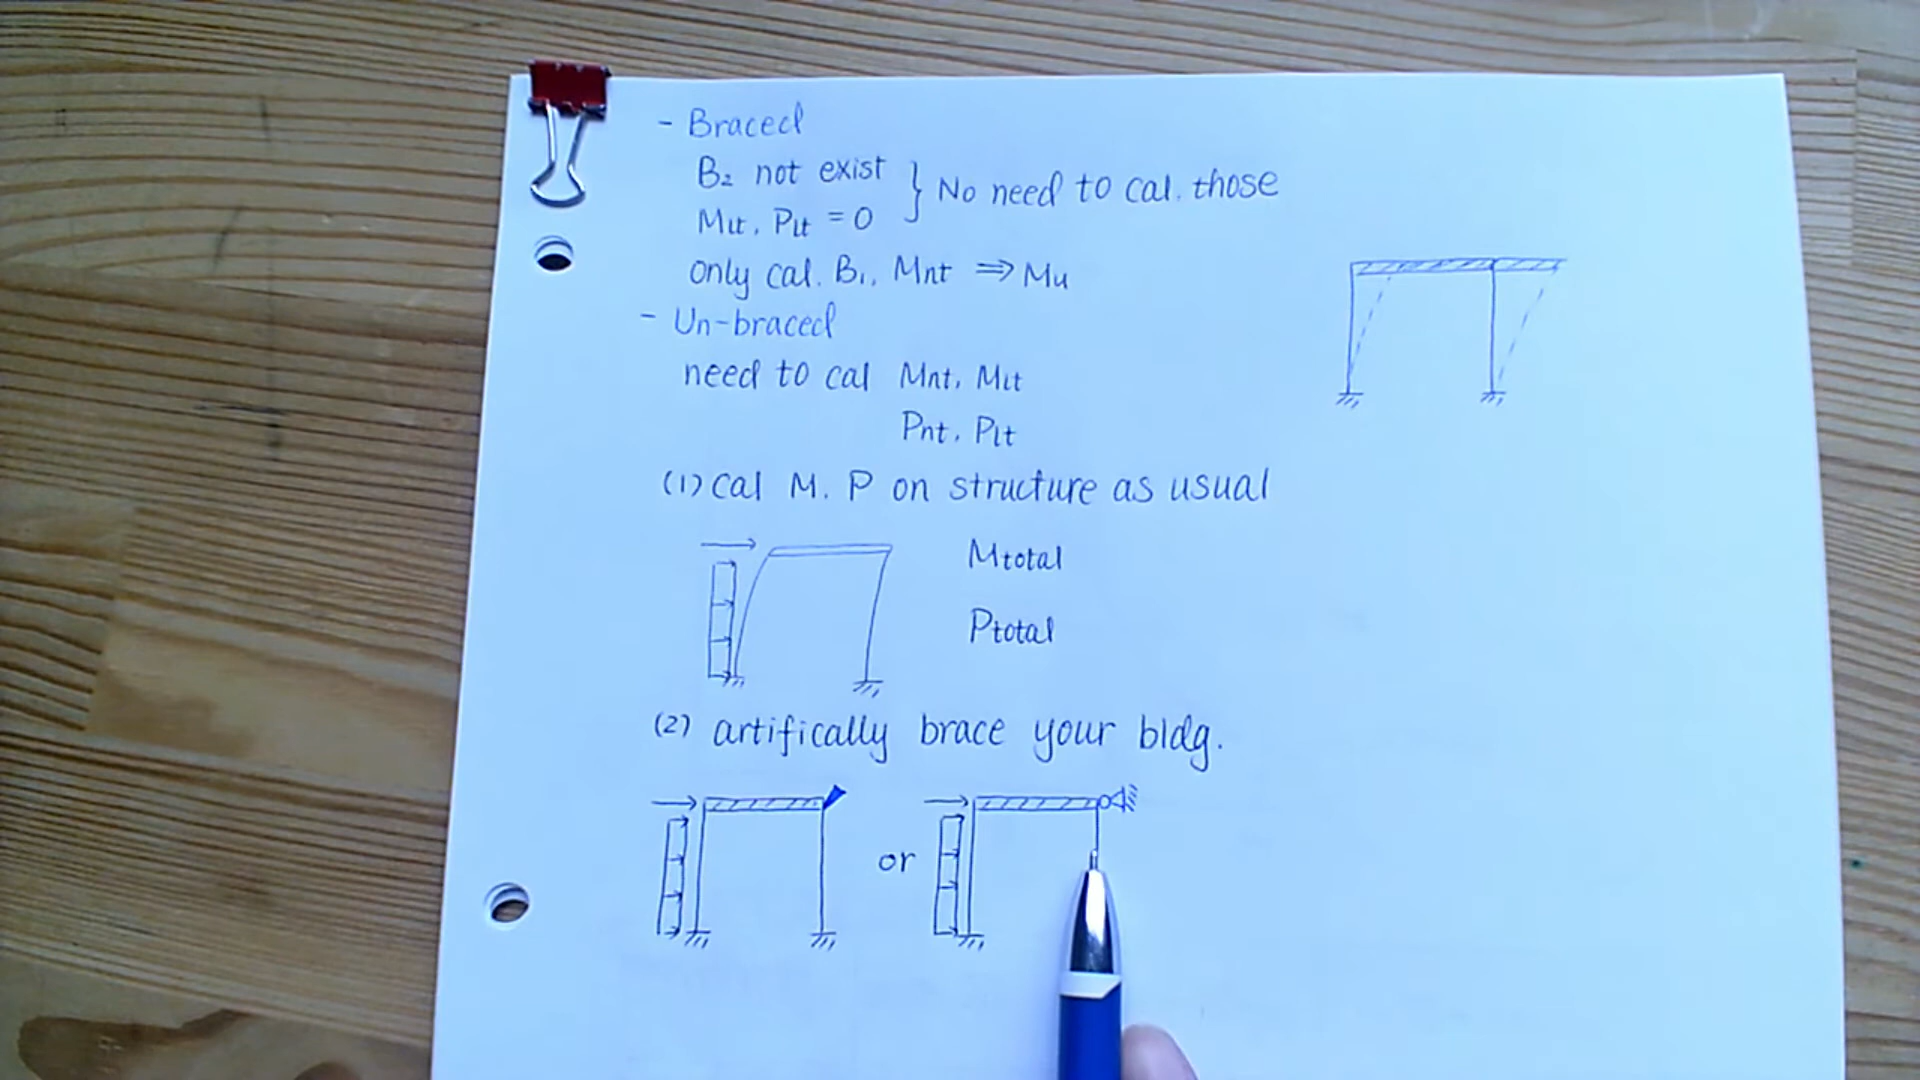 - Braced
B₂ not exist } No need to cal. those
Mlt, Plt = 0
only cal. B₁, Mnt ⇒ Mu
- Un-braced
need to cal Mnt, Mlt
Pnt, Plt
(1) cal M. P on structure as usual
Mtotal
Ptotal
(2) artifically brace your bldg.
or